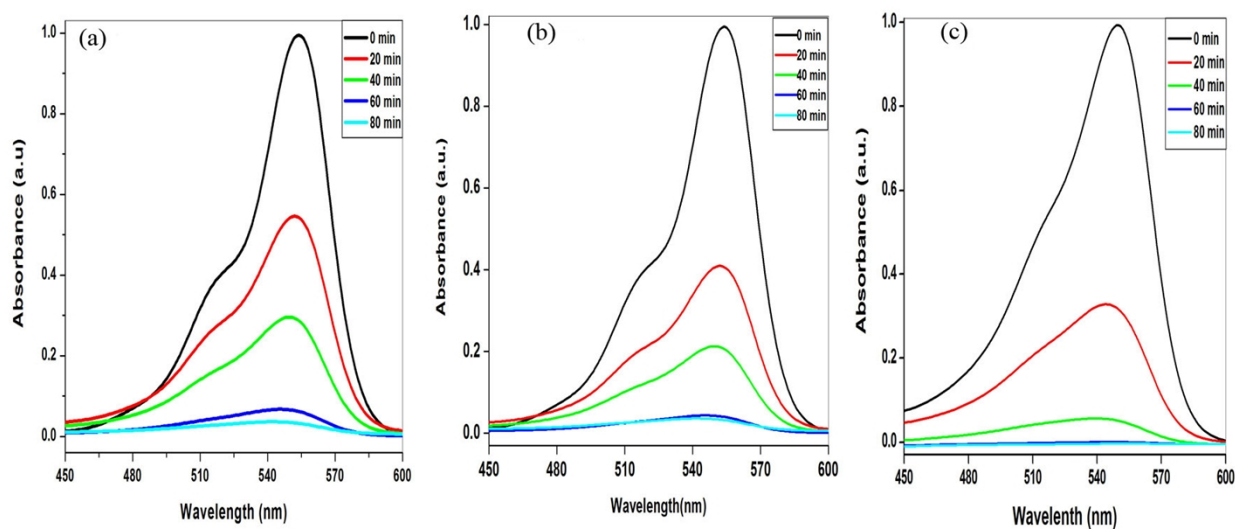 (a)
0 min
20 min
40 min
60 min
80 min
1.0
0.8
0.6
0.4
0.2
0.0
450
480
510
540
570
600
Absorbance (a.u)
Wavelength (nm)
(b)
0 min
20 min
40 min
60 min
80 min
1.0
0.8
0.6
0.4
0.2
0.0
450
480
510
540
570
600
Absorbance (a.u.)
Wavelength(nm)
(c)
0 min
20 min
40 min
60 min
80 min
1.0
0.8
0.6
0.4
0.2
0.0
450
480
510
540
570
600
Absorbance (a.u.)
Wavelenth (nm)